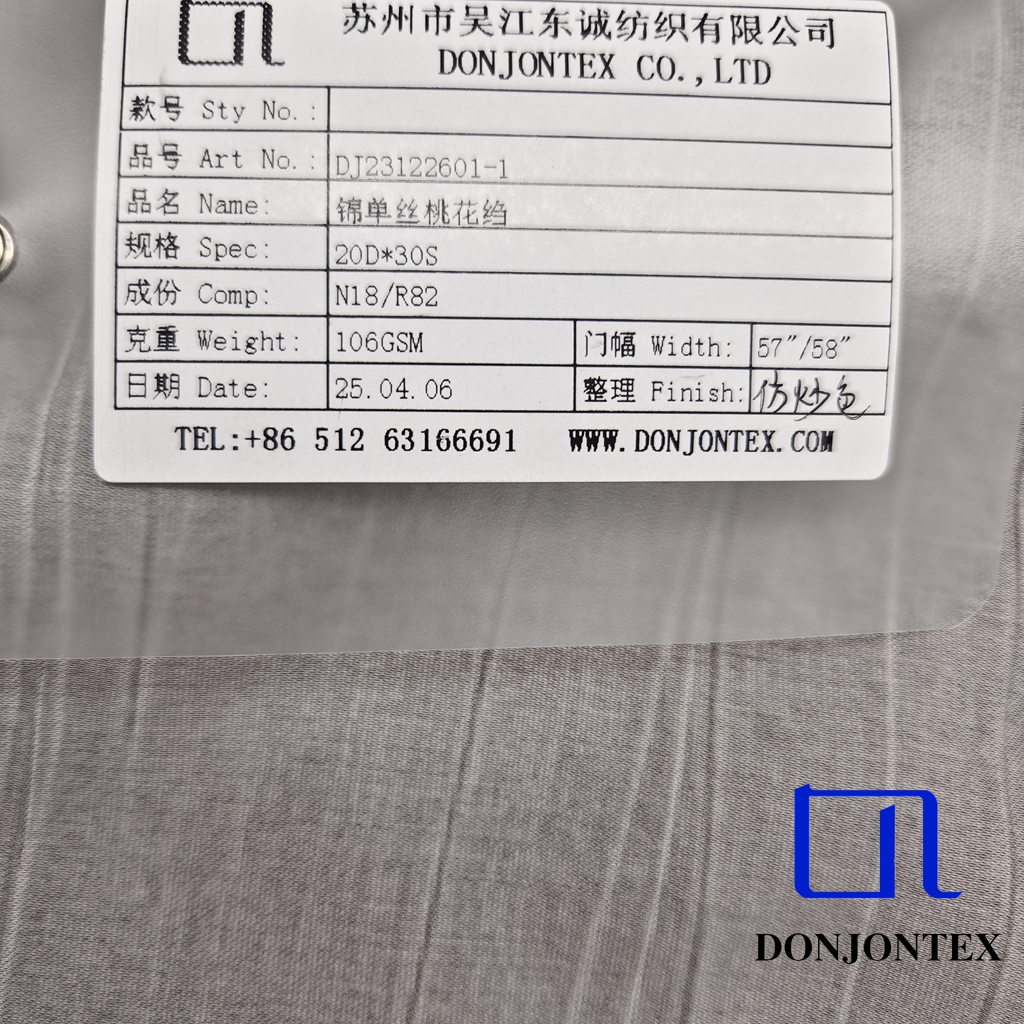 苏州市吴江东诚纺织有限公司
DONJONTEX CO.,LTD
款号 Sty No.:
品号 Art No.: DJ23122601-1
品名 Name: 锦单丝桃花绉
规格 Spec: 20D*30S
成份 Comp: N18/R82
克重 Weight: 106GSM 门幅 Width: 57"/58"
日期 Date: 25.04.06 整理 Finish: 仿炒色
TEL:+86 512 63166691 WWW.DONJONTEX.COM
DONJONTEX